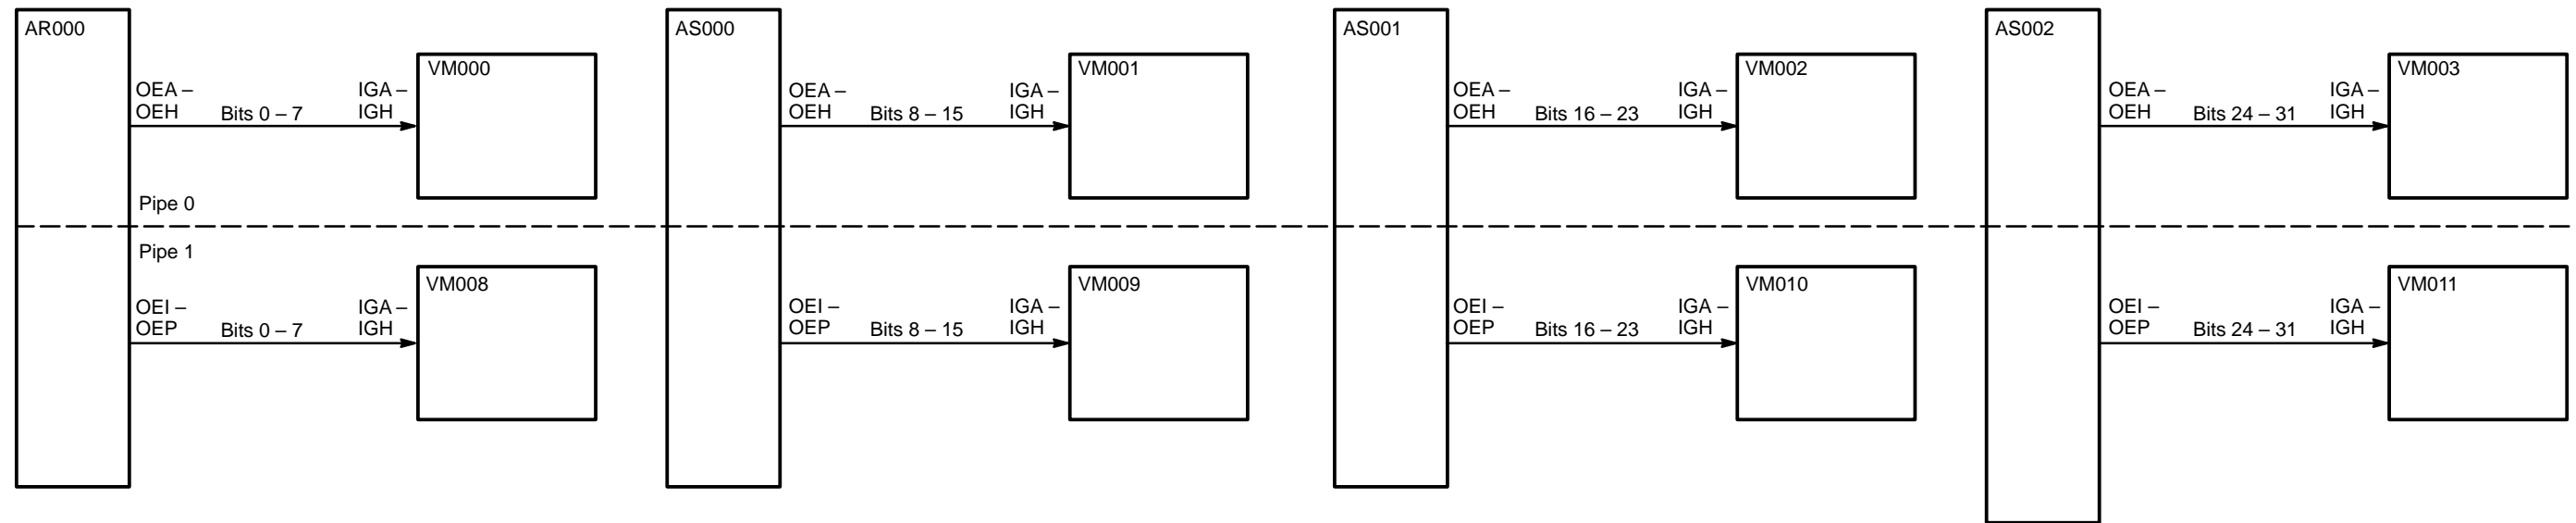 AR000
VM000
OEA –
OEH
Bits 0 – 7
IGA –
IGH
AS000
VM001
OEA –
OEH
Bits 8 – 15
IGA –
IGH
AS001
VM002
OEA –
OEH
Bits 16 – 23
IGA –
IGH
AS002
VM003
OEA –
OEH
Bits 24 – 31
IGA –
IGH
Pipe 0
Pipe 1
VM008
OEI –
OEP
Bits 0 – 7
IGA –
IGH
VM009
OEI –
OEP
Bits 8 – 15
IGA –
IGH
VM010
OEI –
OEP
Bits 16 – 23
IGA –
IGH
VM011
OEI –
OEP
Bits 24 – 31
IGA –
IGH